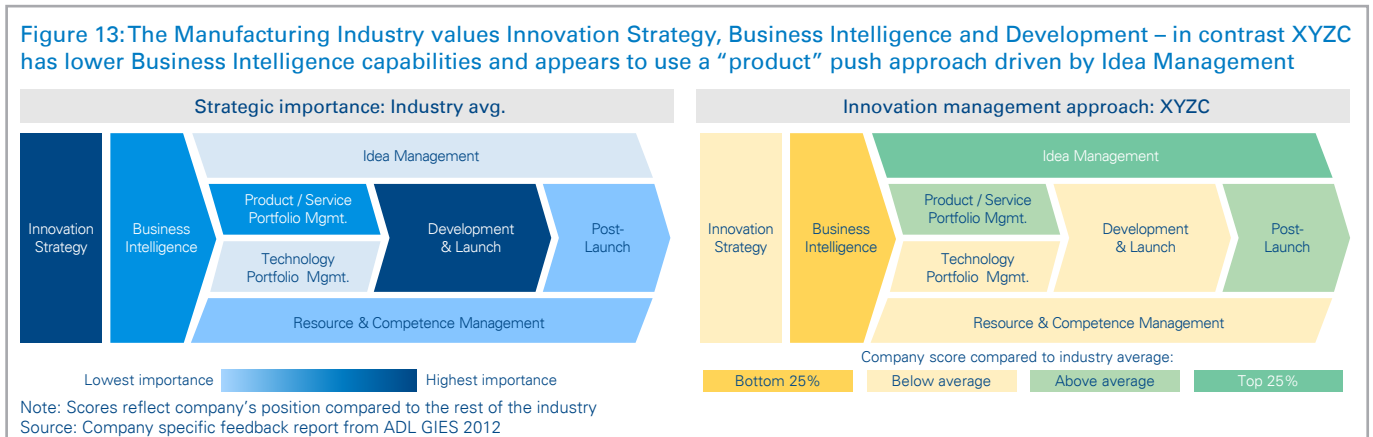 Figure 13: The Manufacturing Industry values Innovation Strategy, Business Intelligence and Development – in contrast XYZC
has lower Business Intelligence capabilities and appears to use a “product” push approach driven by Idea Management
Strategic importance: Industry avg.
Idea Management
Innovation
Strategy
Business
Intelligence
Product / Service
Portfolio Mgmt.
Technology
Portfolio Mgmt.
Development
& Launch
Post-
Launch
Resource & Competence Management
Lowest importance
Highest importance
Innovation management approach: XYZC
Idea Management
Innovation
Strategy
Business
Intelligence
Product / Service
Portfolio Mgmt.
Technology
Portfolio Mgmt.
Development
& Launch
Post-
Launch
Resource & Competence Management
Company score compared to industry average:
Bottom 25%
Below average
Above average
Top 25%
Note: Scores reflect company’s position compared to the rest of the industry
Source: Company specific feedback report from ADL GIES 2012